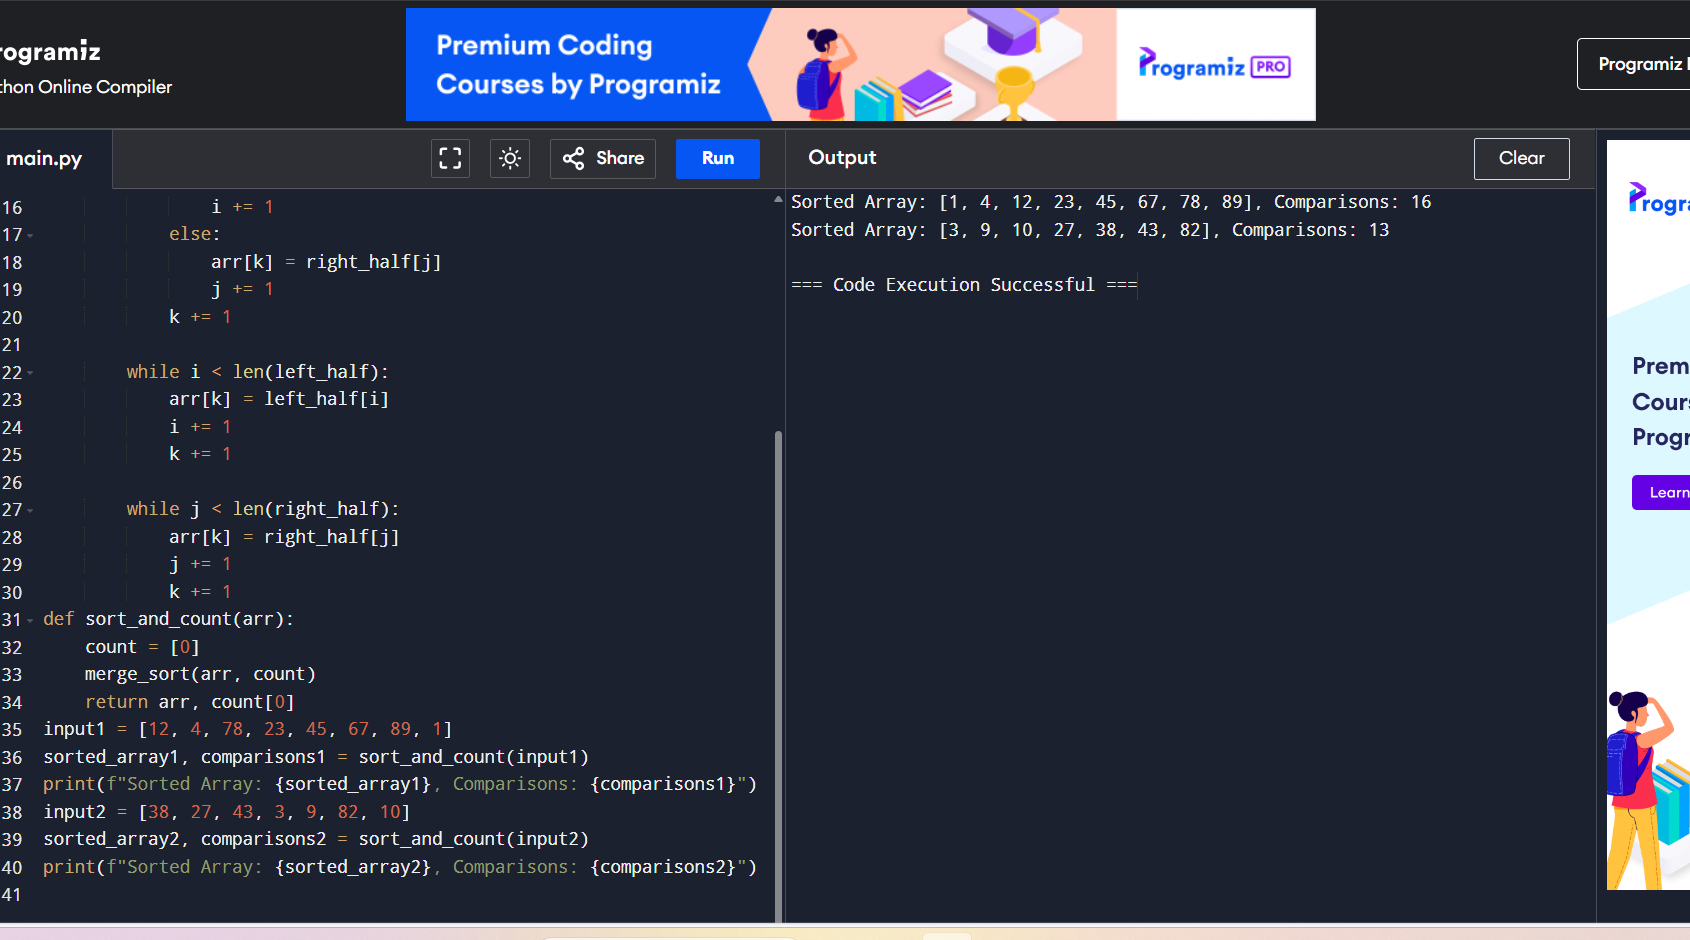 rogramiz
thon Online Compiler
Premium Coding
Courses by Programiz
Programiz PRO
Programiz
main.py
Share
Run
Output
Clear
16 i += 1
17 else:
18 arr[k] = right_half[j]
19 j += 1
20 k += 1
21
22 while i < len(left_half):
23 arr[k] = left_half[i]
24 i += 1
25 k += 1
26
27 while j < len(right_half):
28 arr[k] = right_half[j]
29 j += 1
30 k += 1
31 def sort_and_count(arr):
32 count = [0]
33 merge_sort(arr, count)
34 return arr, count[0]
35 input1 = [12, 4, 78, 23, 45, 67, 89, 1]
36 sorted_array1, comparisons1 = sort_and_count(input1)
37 print(f"Sorted Array: {sorted_array1}, Comparisons: {comparisons1}")
38 input2 = [38, 27, 43, 3, 9, 82, 10]
39 sorted_array2, comparisons2 = sort_and_count(input2)
40 print(f"Sorted Array: {sorted_array2}, Comparisons: {comparisons2}")
41
Sorted Array: [1, 4, 12, 23, 45, 67, 78, 89], Comparisons: 16
Sorted Array: [3, 9, 10, 27, 38, 43, 82], Comparisons: 13
=== Code Execution Successful ===
Progra
Prem
Cours
Progr
Learn